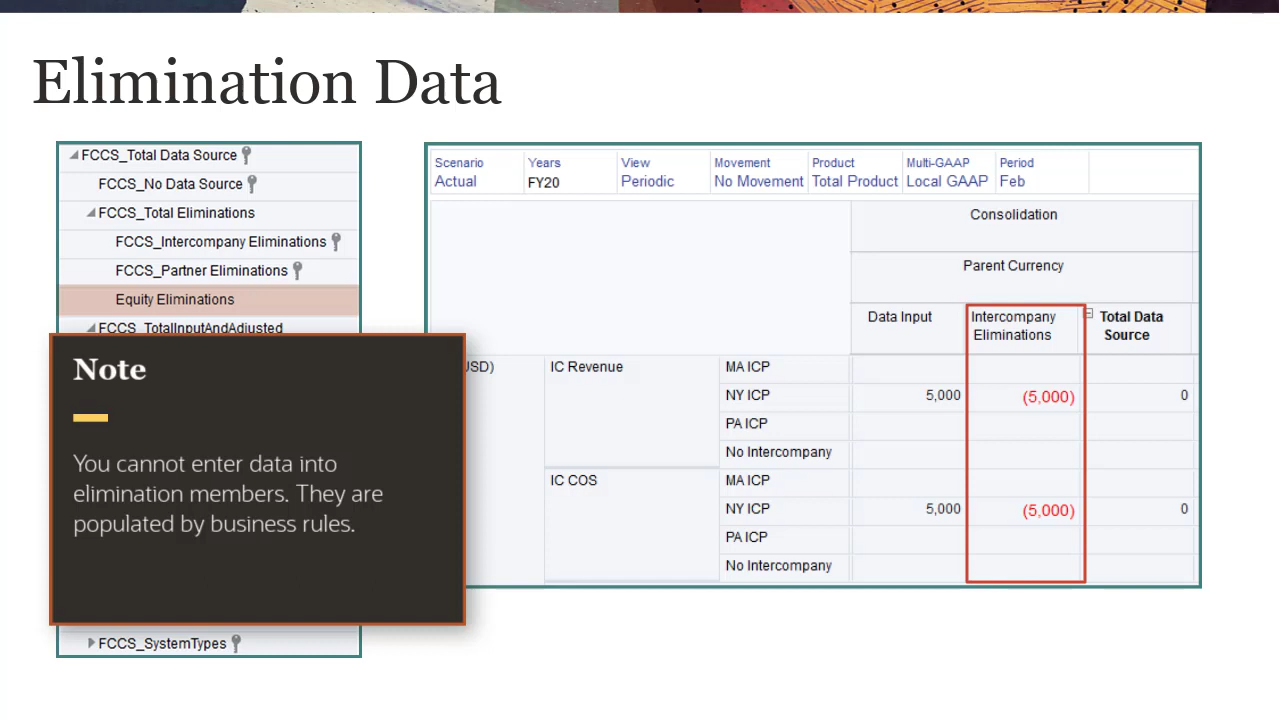 Elimination Data
FCCS_Total Data Source
FCCS_No Data Source
FCCS_Total Eliminations
FCCS_Intercompany Eliminations
FCCS_Partner Eliminations
Equity Eliminations
FCCS_TotalInputAndAdjusted
Note
You cannot enter data into
elimination members. They are
populated by business rules.
FCCS_SystemTypes
Scenario Years View Movement Product Multi-GAAP Period
Actual FY20 Periodic No Movement Total Product Local GAAP Feb
Consolidation
Parent Currency
Data Input Intercompany Eliminations Total Data Source
USD) IC Revenue MA ICP
NY ICP 5,000 (5,000) 0
PA ICP
No Intercompany
IC COS MA ICP
NY ICP 5,000 (5,000) 0
PA ICP
No Intercompany